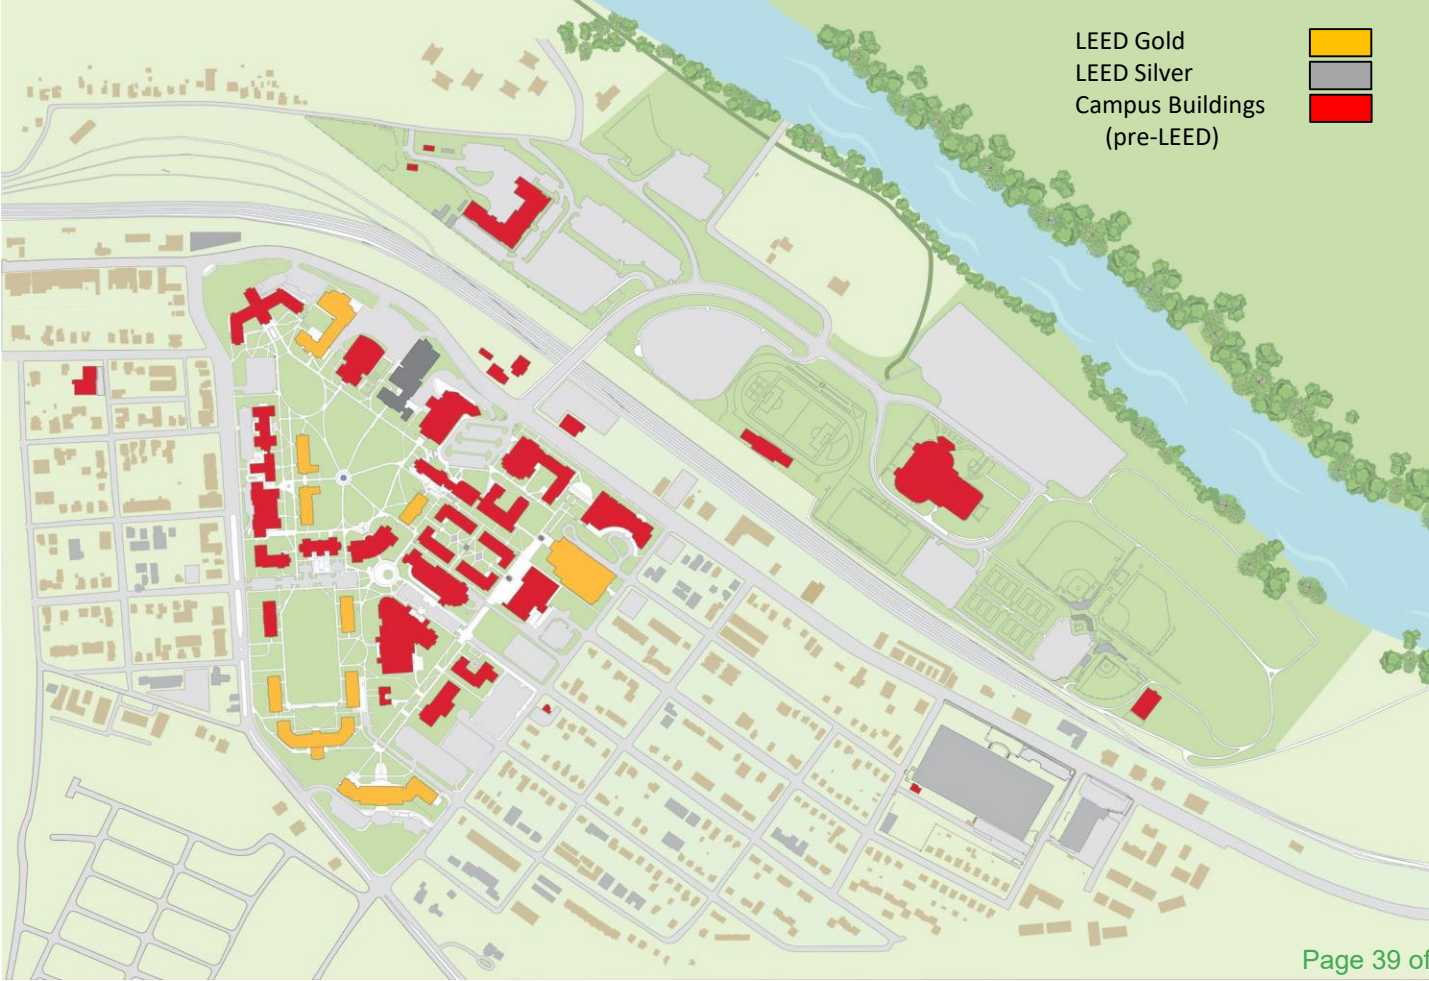 LEED Gold
LEED Silver
Campus Buildings
(pre-LEED)
Page 39 of